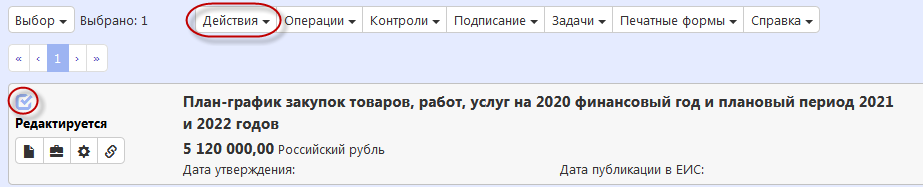 Выбор Выбрано: 1 Действия Операции Контроли Подписание Задачи Печатные формы Справка
« ‹ 1 › »
План-график закупок товаров, работ, услуг на 2020 финансовый год и плановый период 2021
и 2022 годов
Редактируется
5 120 000,00 Российский рубль
Дата утверждения: Дата публикации в ЕИС: